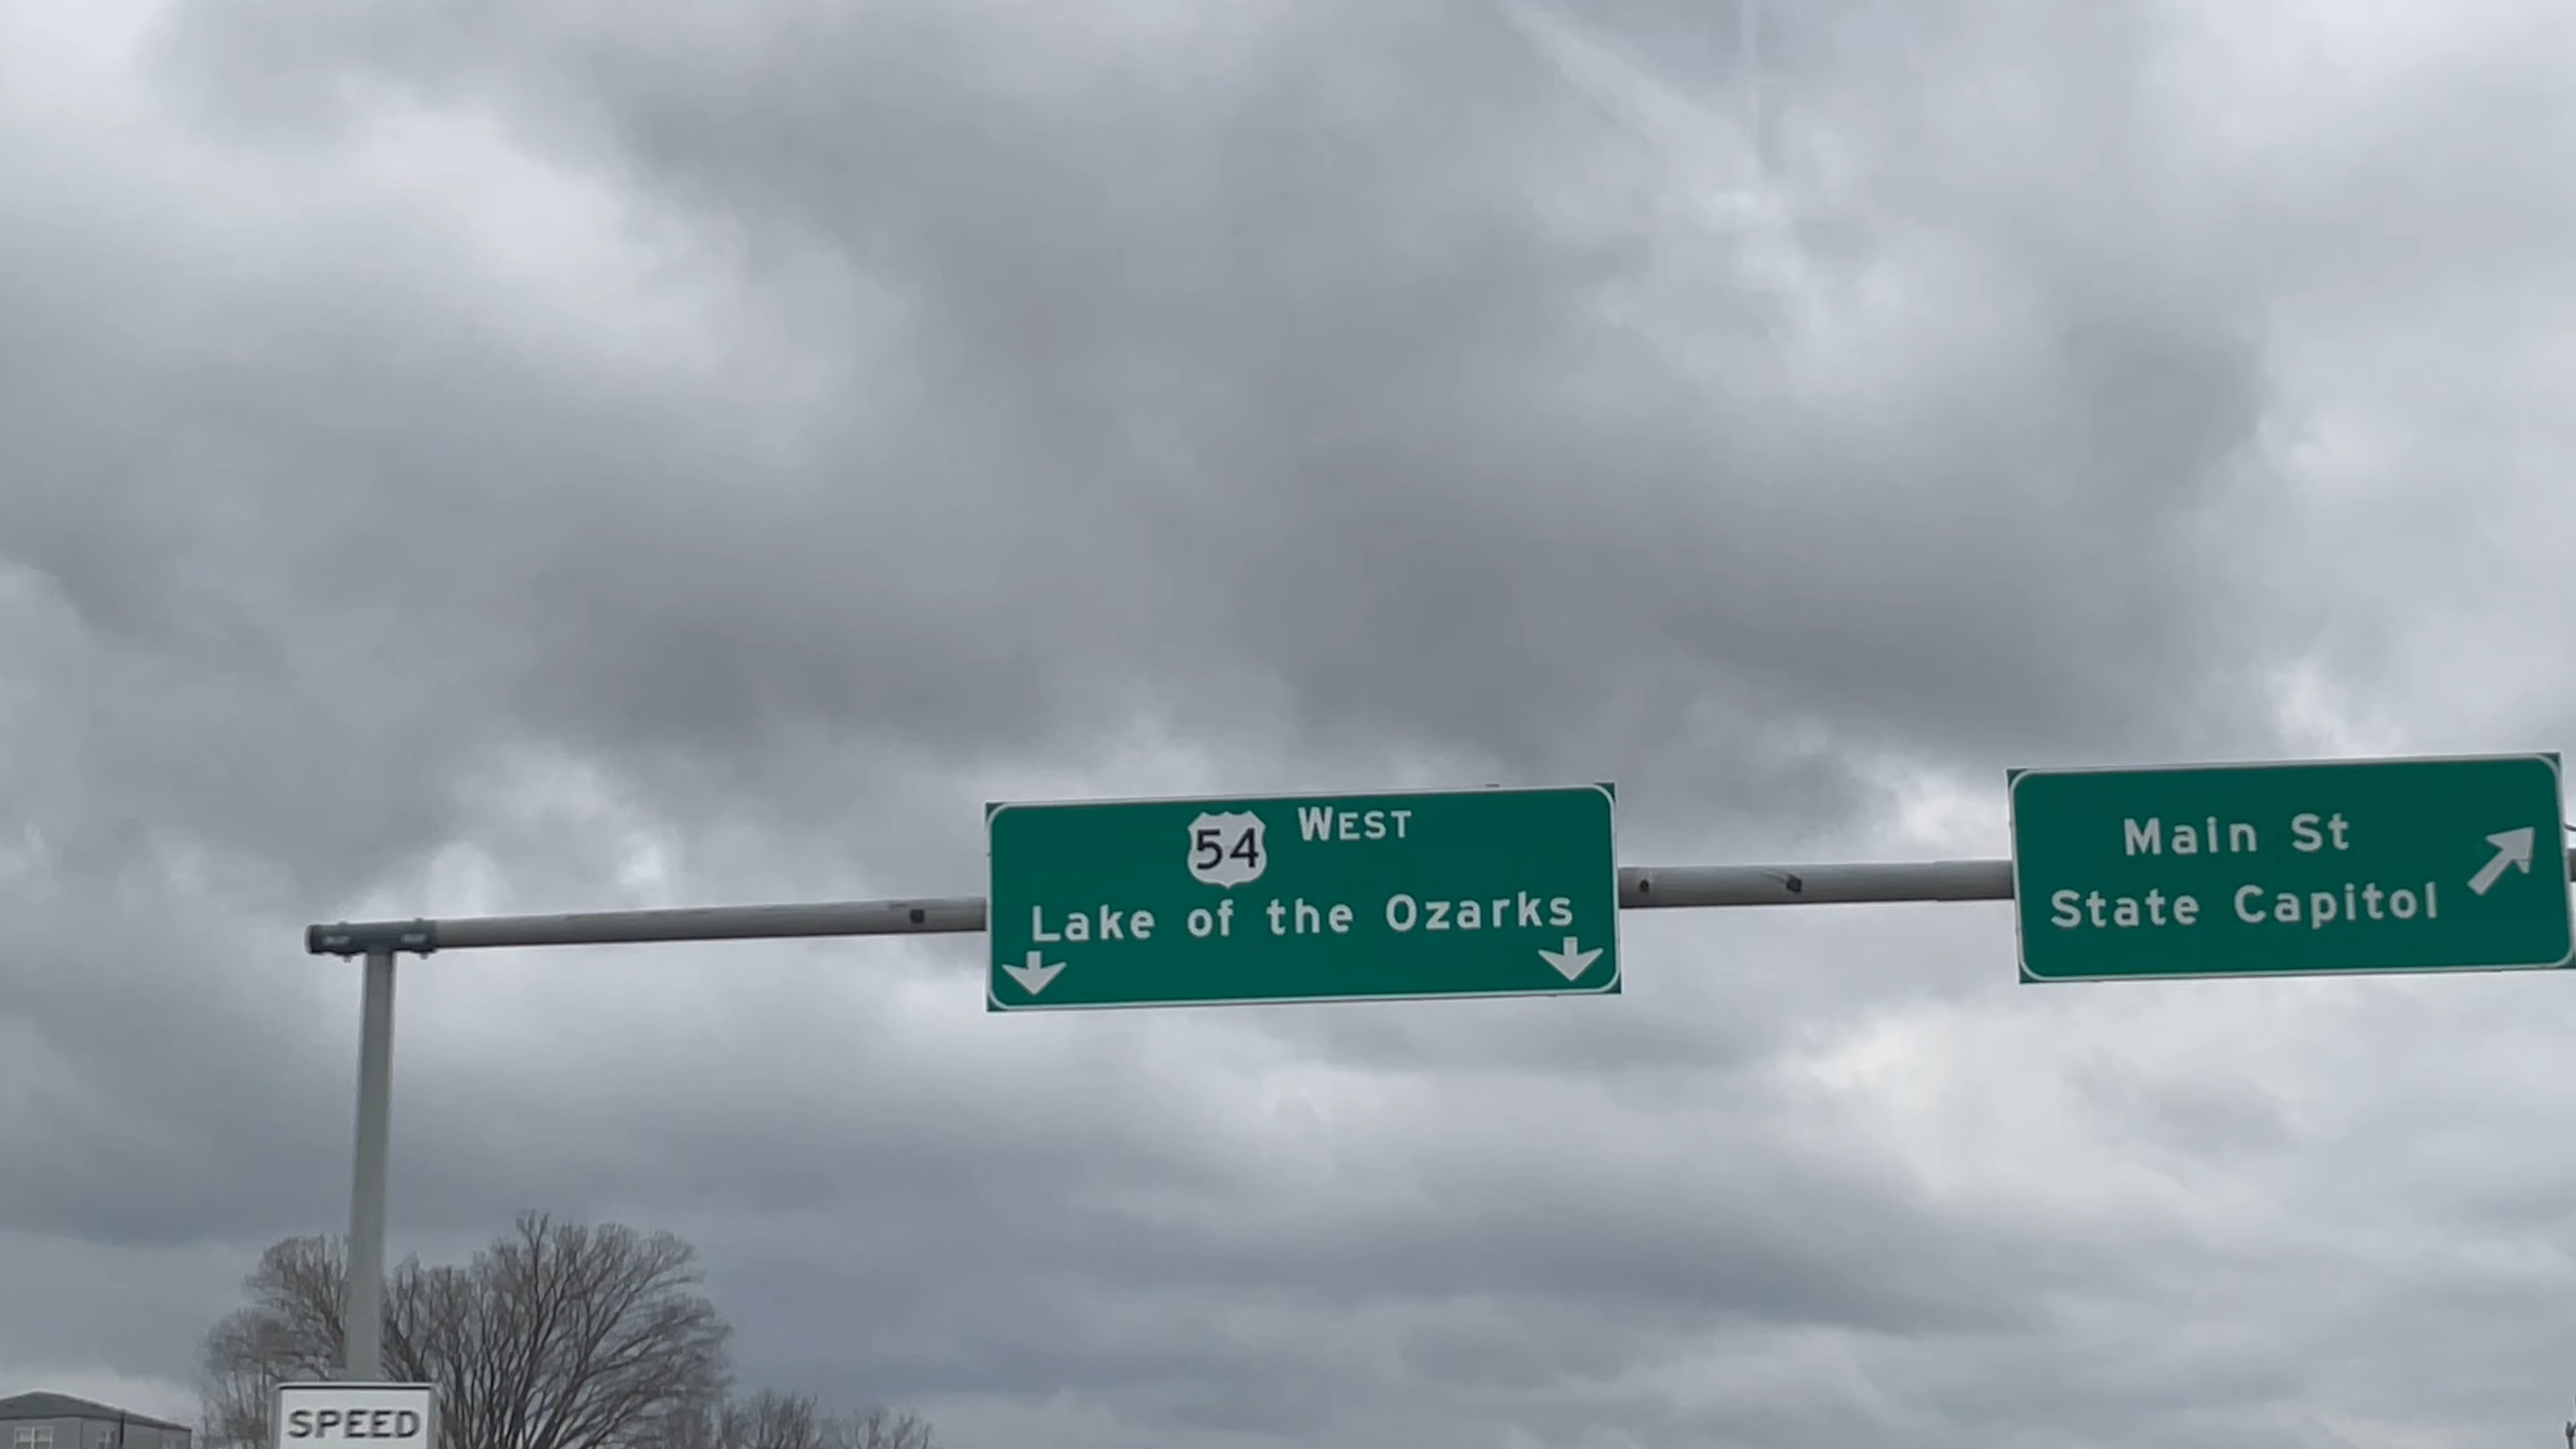 54 WEST
Lake of the Ozarks
Main St
State Capitol
SPEED